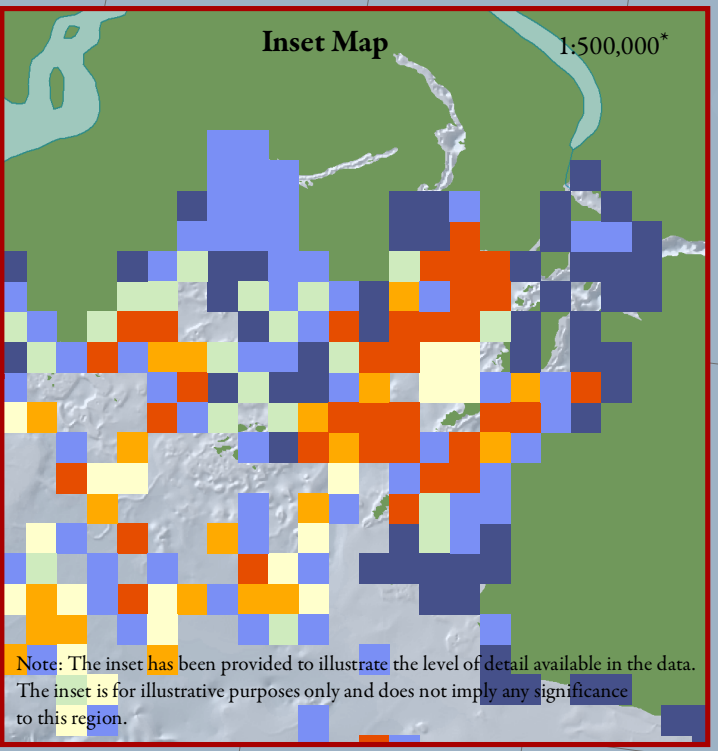 Inset Map
1:500,000*
Note: The inset has been provided to illustrate the level of detail available in the data.
The inset is for illustrative purposes only and does not imply any significance
to this region.